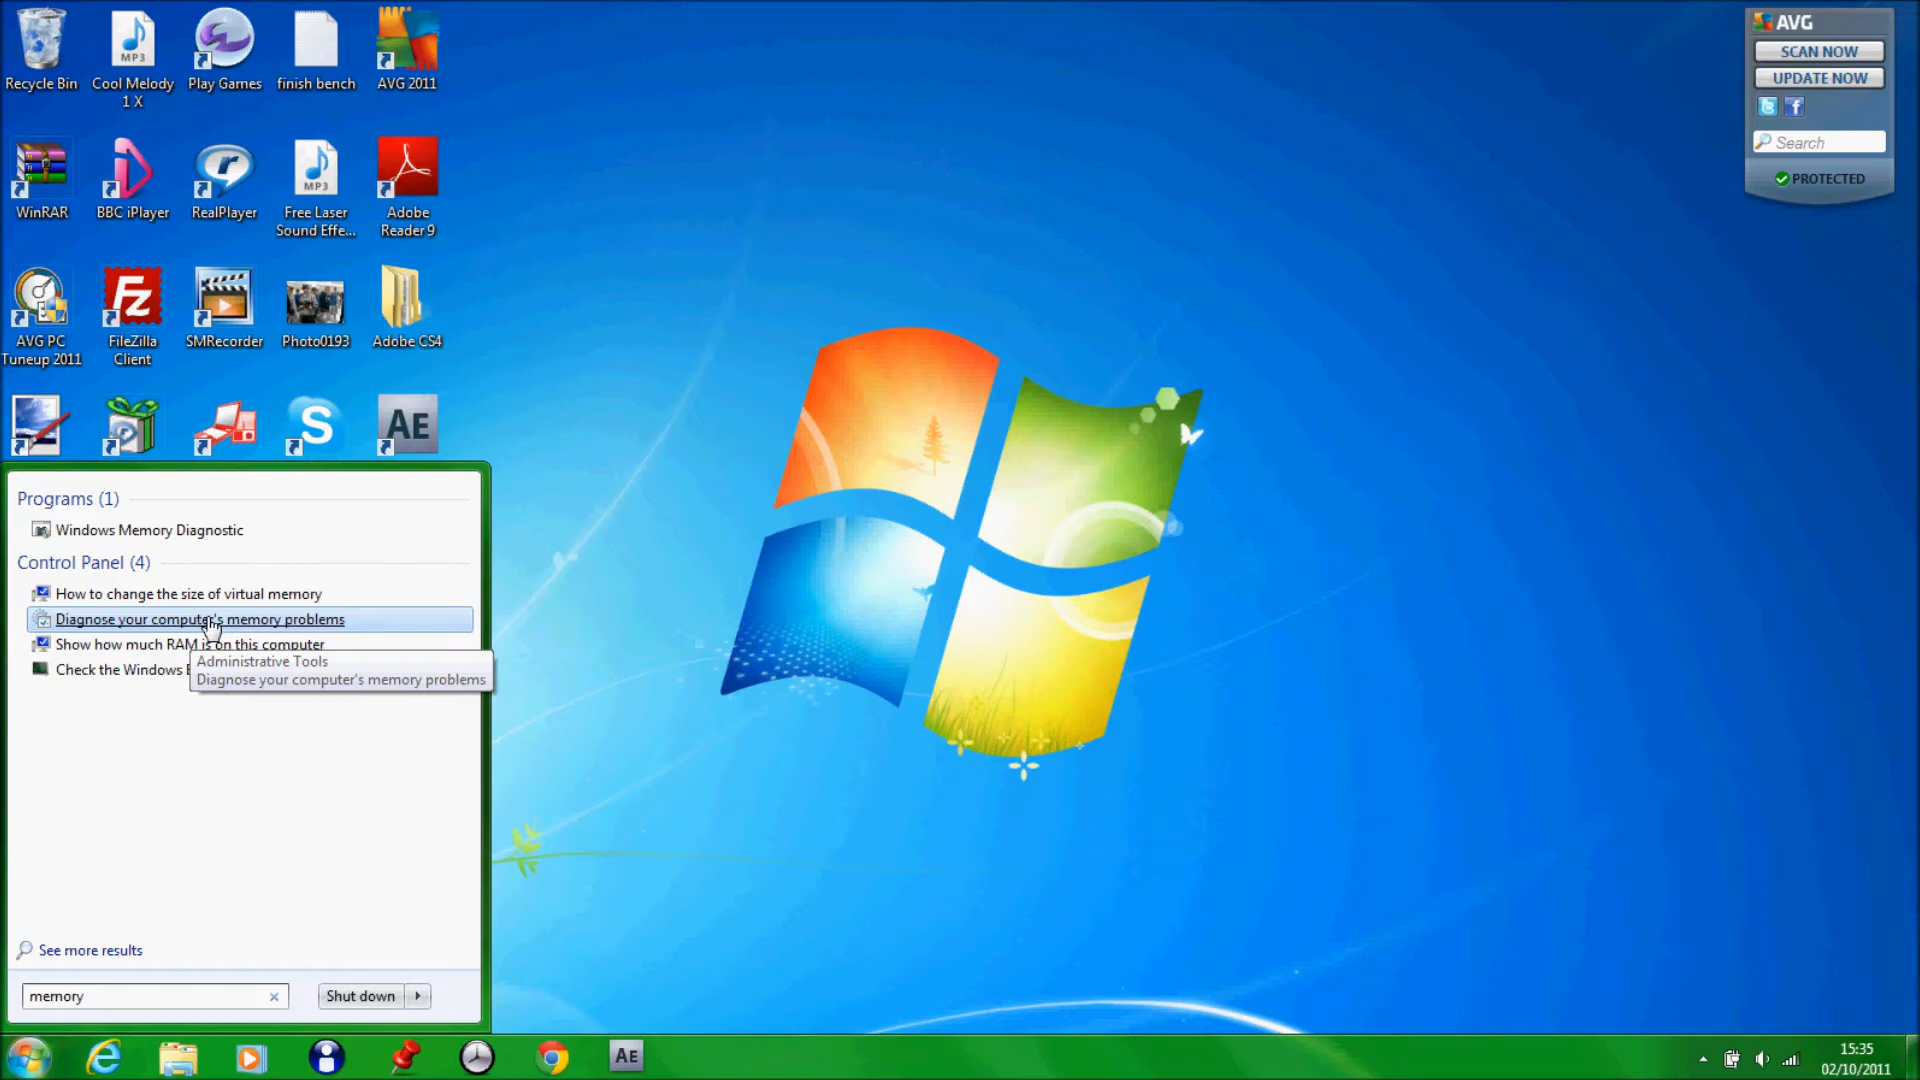 Recycle Bin
Cool Melody
1 X
MP3
Play Games
finish bench
AVG 2011
WinRAR
BBC iPlayer
RealPlayer
MP3
Free Laser
Sound Effe...
Adobe
Reader 9
AVG PC
Tuneup 2011
FileZilla
Client
SMRecorder
Photo0193
Adobe CS4
AE
AVG
SCAN NOW
UPDATE NOW
Search
PROTECTED
Programs (1)
Windows Memory Diagnostic
Control Panel (4)
How to change the size of virtual memory
Diagnose your computer's memory problems
Show how much RAM is on this computer
Check the Windows
Administrative Tools
Diagnose your computer's memory problems
See more results
memory
Shut down
AE
15:35
02/10/2011